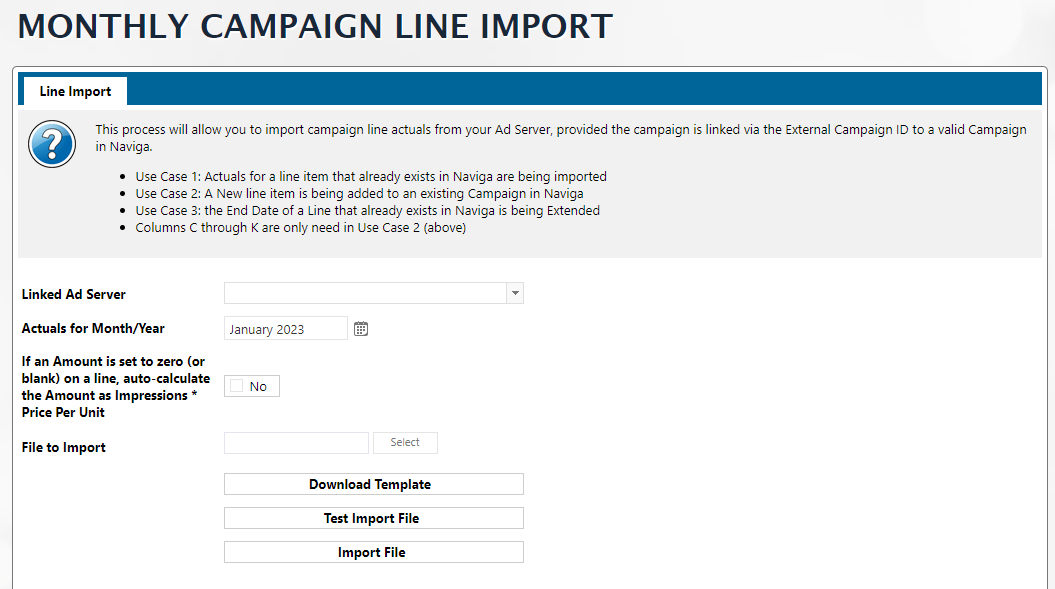 MONTHLY CAMPAIGN LINE IMPORT
Line Import
This process will allow you to import campaign line actuals from your Ad Server, provided the campaign is linked via the External Campaign ID to a valid Campaign
in Naviga.
• Use Case 1: Actuals for a line item that already exists in Naviga are being imported
• Use Case 2: A New line item is being added to an existing Campaign in Naviga
• Use Case 3: the End Date of a Line that already exists in Naviga is being Extended
• Columns C through K are only need in Use Case 2 (above)
Linked Ad Server
Actuals for Month/Year
January 2023
If an Amount is set to zero (or
blank) on a line, auto-calculate
the Amount as Impressions *
Price Per Unit
No
File to Import
Select
Download Template
Test Import File
Import File